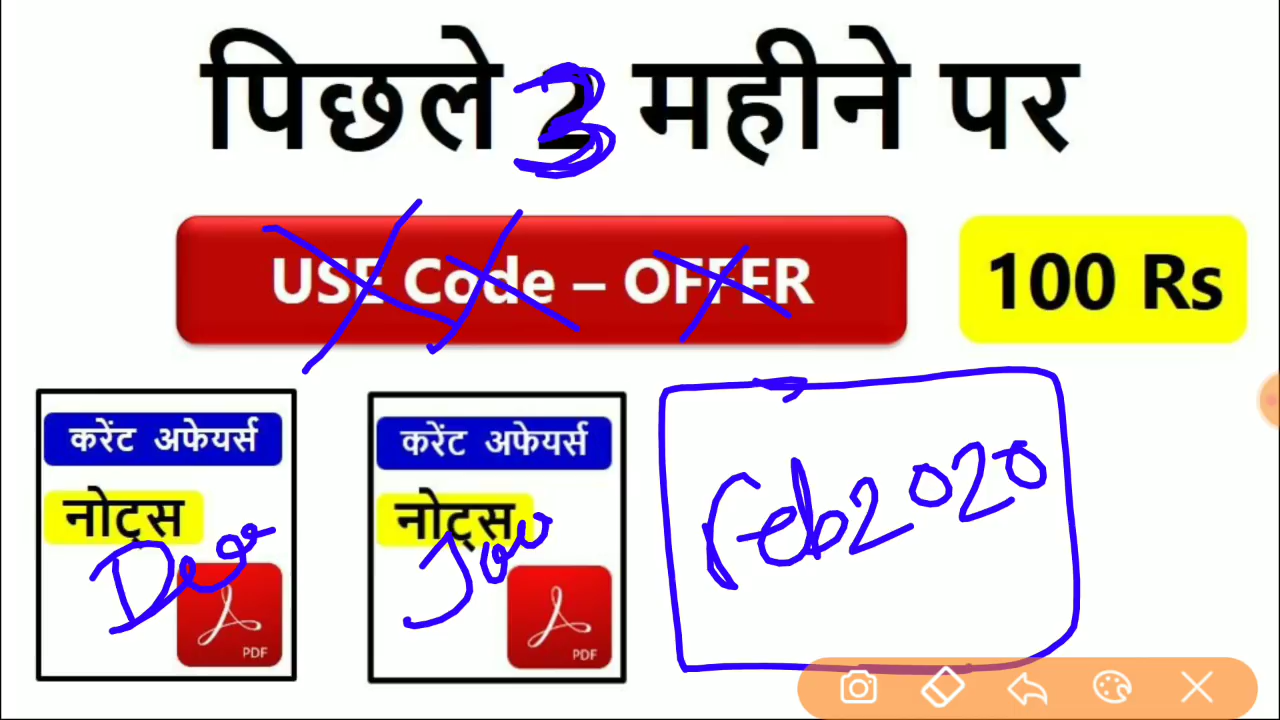 पिछले 3 महीने पर
USE Code – OFFER
100 Rs
करेंट अफेयर्स
नोट्स
Dec
PDF
करेंट अफेयर्स
नोट्स
Jan
PDF
Feb 2020